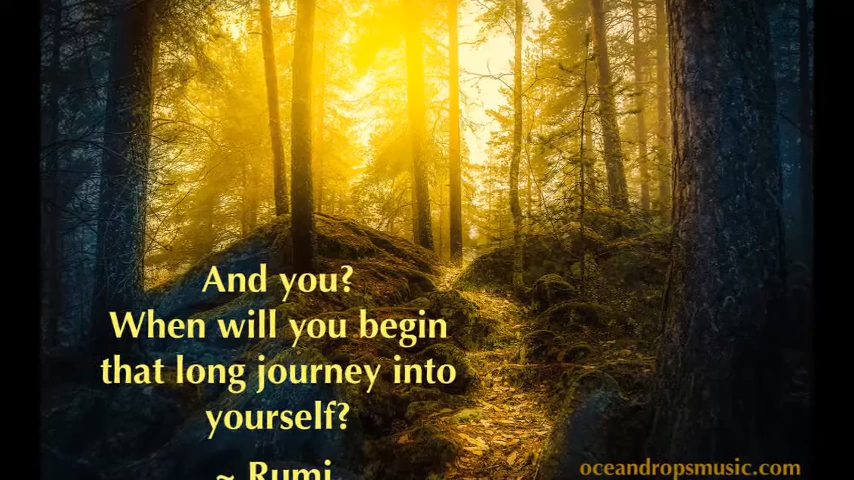 And you?
When will you begin
that long journey into
yourself?
~ Rumi
oceandropsmusic.com